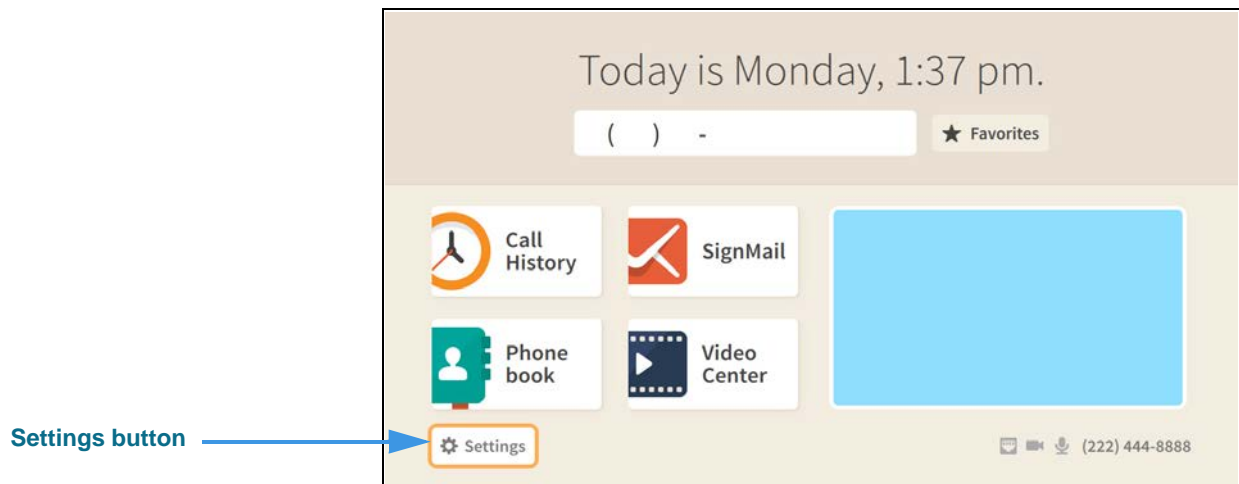 Today is Monday, 1:37 pm.
( ) -
Favorites
Call
History
SignMail
Phone
book
Video
Center
Settings button
Settings
(222) 444-8888